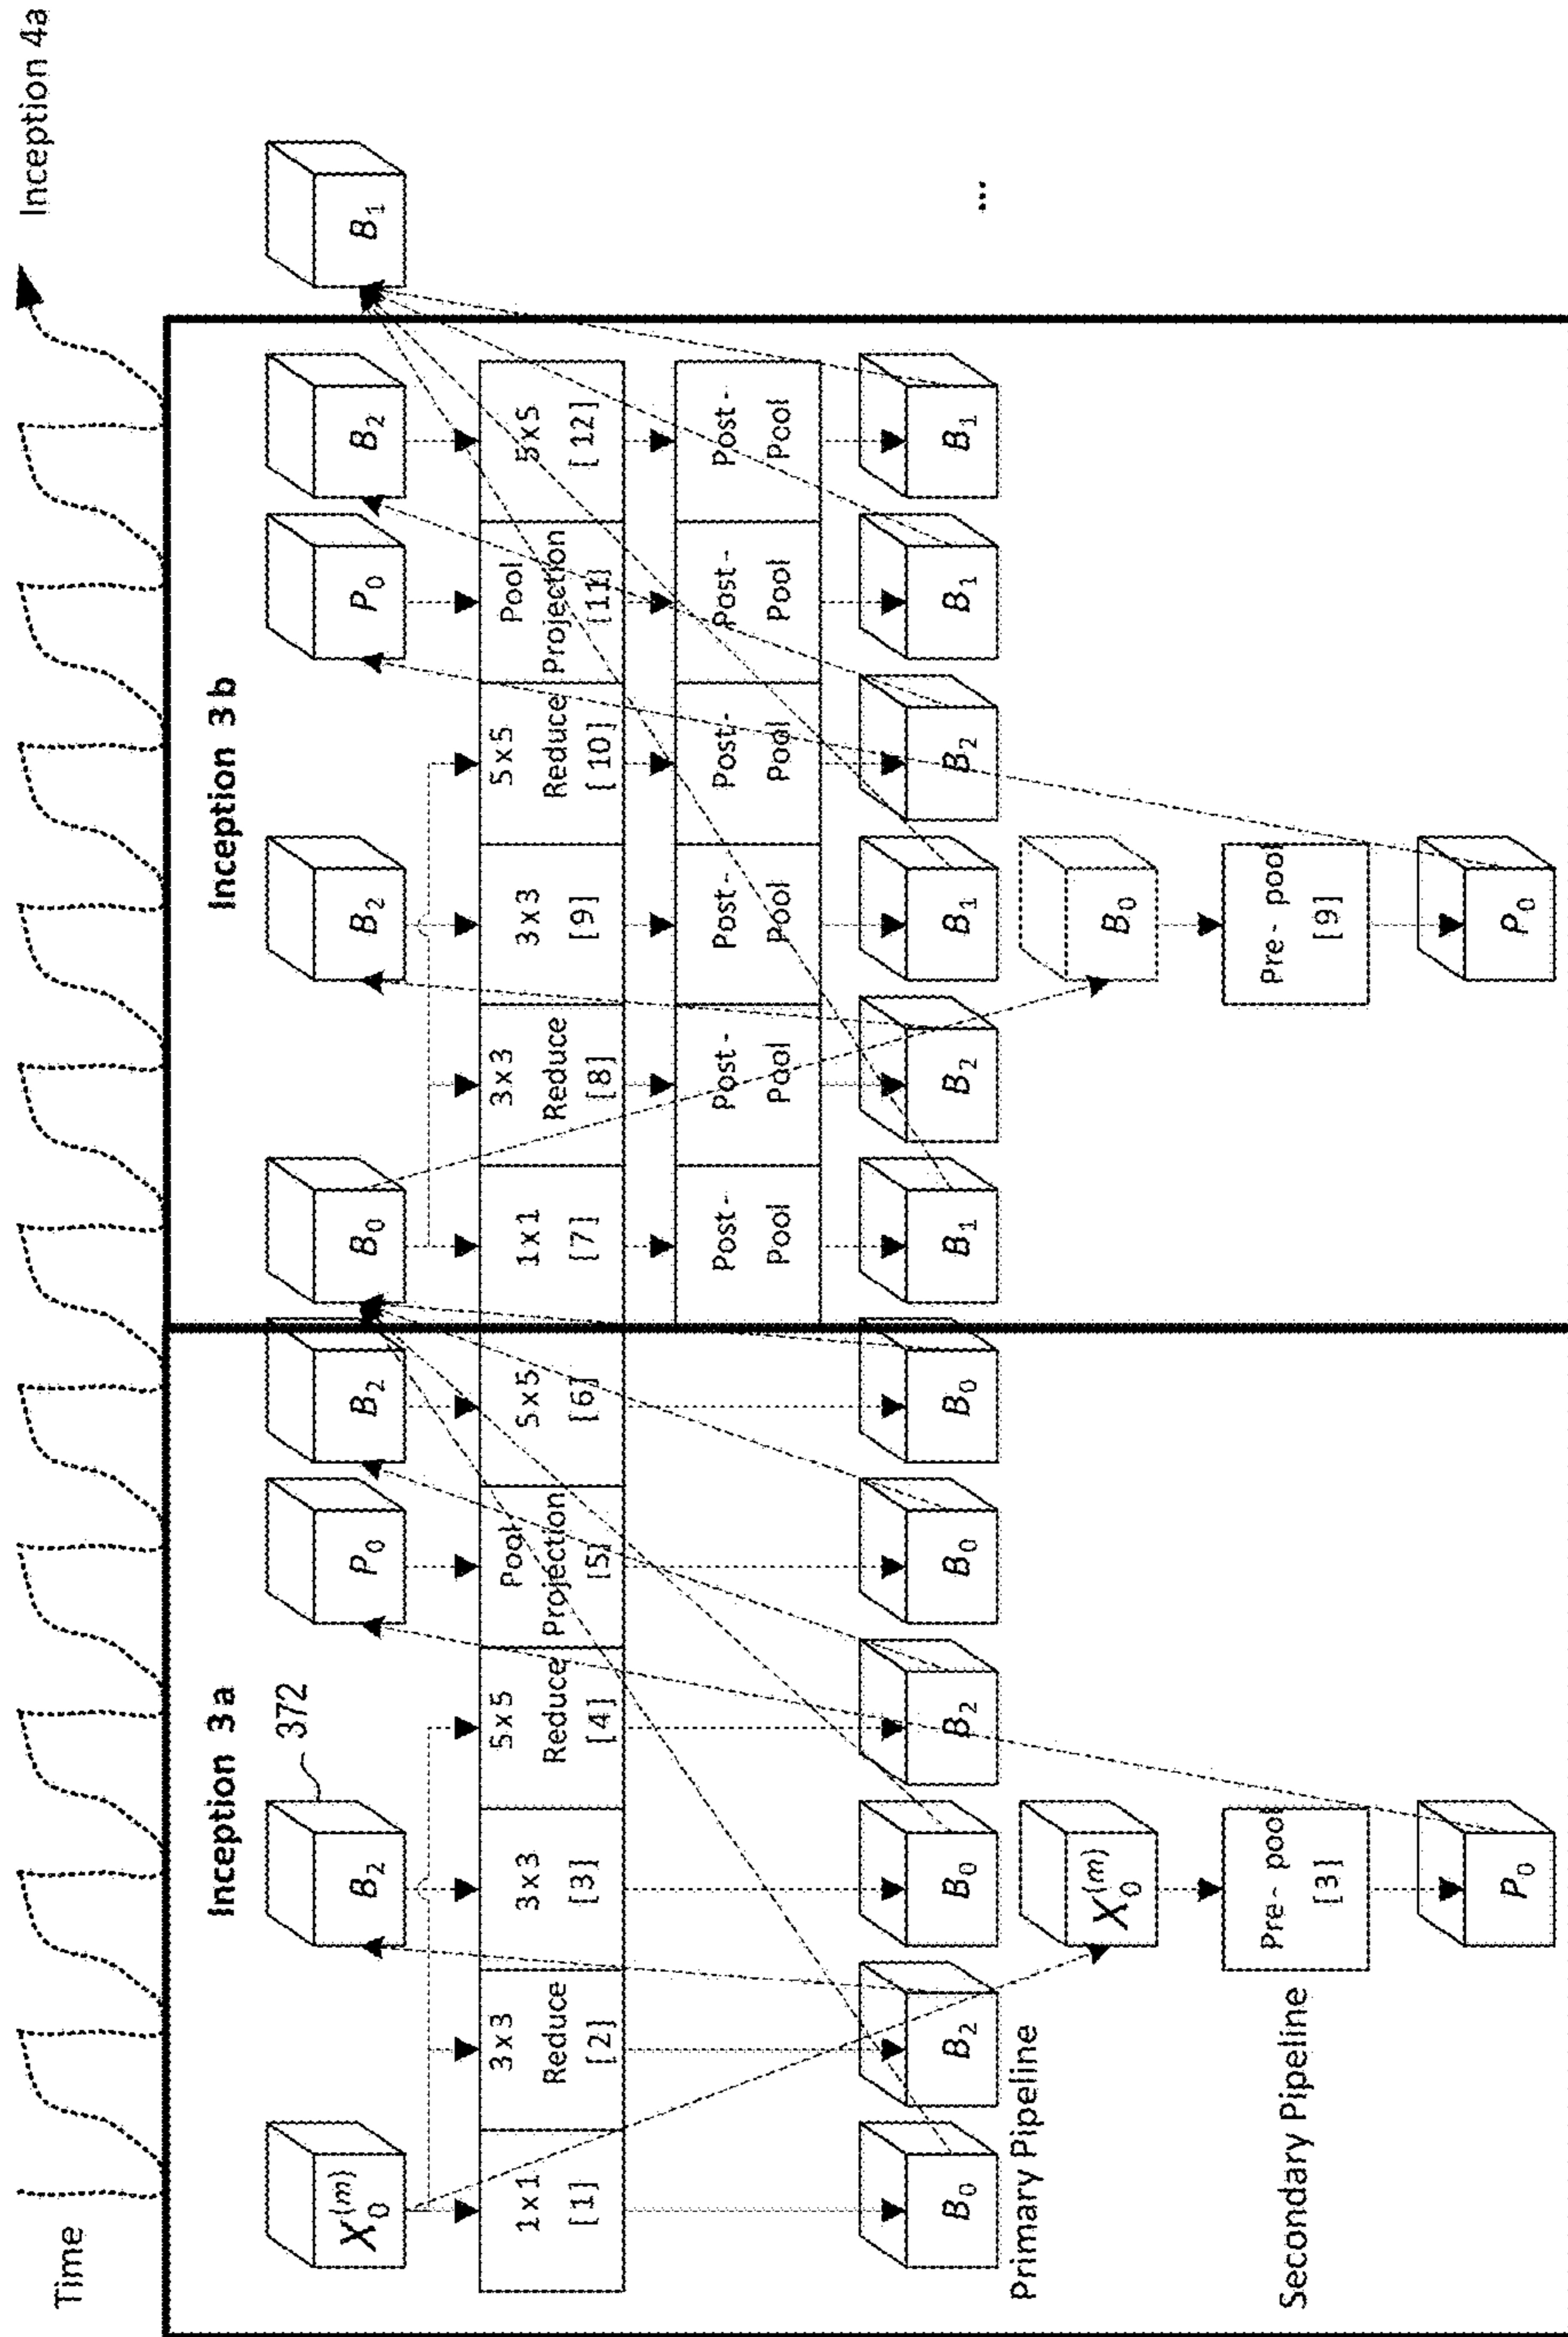 Time
Inception 4a
Inception 3a
Inception 3b
372
X₀⁽ᵐ⁾
B₂
P₀
B₂
B₀
B₂
P₀
B₂
B₁
1x1
[1]
3x3
Reduce
[2]
3x3
[3]
5x5
Reduce
[4]
Pool
Projection
[5]
5x5
[6]
1x1
[7]
3x3
Reduce
[8]
3x3
[9]
5x5
Reduce
[10]
Pool
Projection
[11]
5x5
[12]
Post-
Pool
Post-
Pool
Post-
Pool
Post-
Pool
Post-
Pool
Post-
Pool
B₀
B₂
B₀
B₂
B₀
B₀
B₁
B₂
B₁
B₂
B₁
B₁
...
Primary Pipeline
X₀⁽ᵐ⁾
B₀
Secondary Pipeline
Pre- pool
[3]
Pre- pool
[9]
P₀
P₀